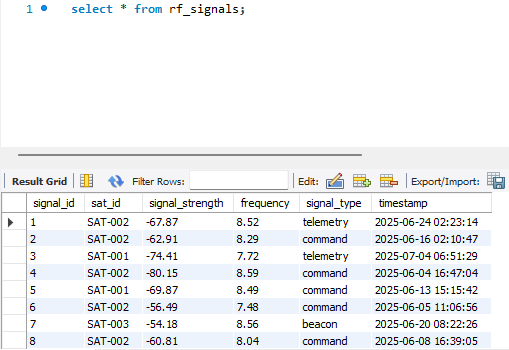 1 select * from rf_signals;
Result Grid Filter Rows: Edit: Export/Import:
signal_id sat_id signal_strength frequency signal_type timestamp
1 SAT-002 -67.87 8.52 telemetry 2025-06-24 02:23:14
2 SAT-002 -62.91 8.29 command 2025-06-16 02:10:47
3 SAT-001 -74.41 7.72 telemetry 2025-07-04 06:51:29
4 SAT-002 -80.15 8.59 command 2025-06-04 16:47:04
5 SAT-001 -69.87 8.49 command 2025-06-13 15:15:42
6 SAT-002 -56.49 7.48 command 2025-06-05 11:06:56
7 SAT-003 -54.18 8.56 beacon 2025-06-20 08:22:26
8 SAT-002 -60.81 8.04 command 2025-06-08 16:39:05